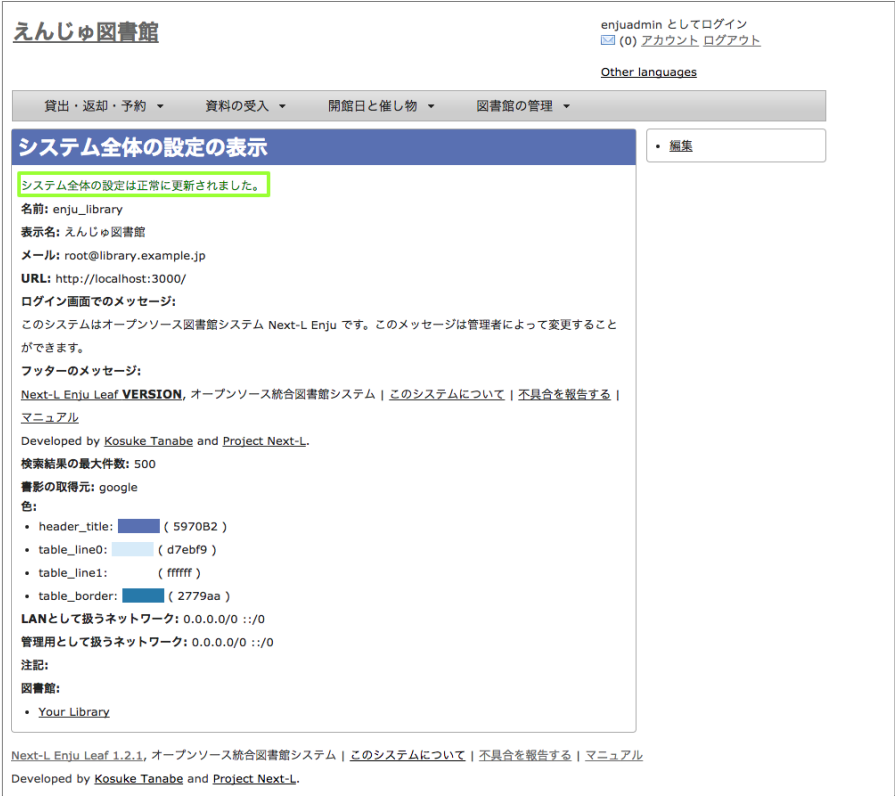 えんじゅ図書館
enjuadmin としてログイン
(0) アカウント ログアウト
Other languages
貸出・返却・予約 ▼ 資料の受入 ▼ 開館日と催し物 ▼ 図書館の管理 ▼
システム全体の設定の表示
• 編集
システム全体の設定は正常に更新されました。
名前: enju_library
表示名: えんじゅ図書館
メール: root@library.example.jp
URL: http://localhost:3000/
ログイン画面でのメッセージ:
このシステムはオープンソース図書館システム Next-L Enju です。このメッセージは管理者によって変更すること
ができます。
フッターのメッセージ:
Next-L Enju Leaf VERSION, オープンソース統合図書館システム | このシステムについて | 不具合を報告する |
マニュアル
Developed by Kosuke Tanabe and Project Next-L.
検索結果の最大件数: 500
書影の取得元: google
色:
• header_title: ( 5970B2 )
• table_line0: ( d7ebf9 )
• table_line1: ( ffffff )
• table_border: ( 2779aa )
LANとして扱うネットワーク: 0.0.0.0/0 ::/0
管理用として扱うネットワーク: 0.0.0.0/0 ::/0
注記:
図書館:
• Your Library
Next-L Enju Leaf 1.2.1, オープンソース統合図書館システム | このシステムについて | 不具合を報告する | マニュアル
Developed by Kosuke Tanabe and Project Next-L.